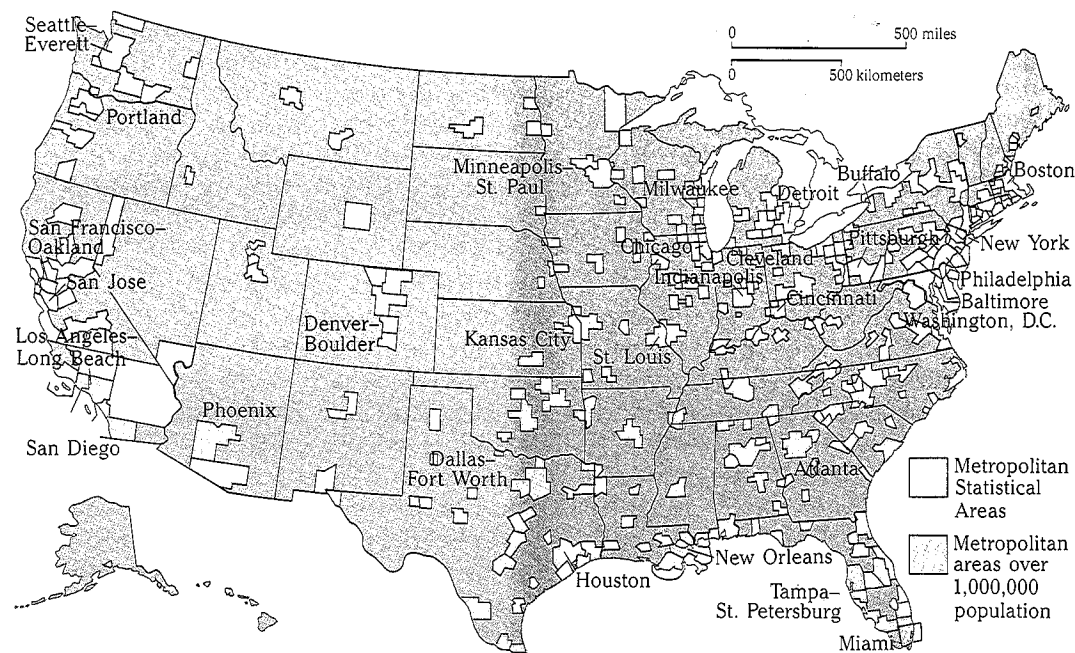 Seattle–
Everett
0
500 miles
0
500 kilometers
Portland
Minneapolis–
St. Paul
Milwaukee
Buffalo
Detroit
Boston
San Francisco–
Oakland
Chicago
Cleveland
Pittsburgh
New York
San Jose
Indianapolis
Cincinnati
Philadelphia
Baltimore
Washington, D.C.
Los Angeles–
Long Beach
Denver–
Boulder
Kansas City
St. Louis
Phoenix
San Diego
Dallas–
Fort Worth
Atlanta
Metropolitan
Statistical
Areas
Metropolitan
areas over
1,000,000
population
New Orleans
Houston
Tampa–
St. Petersburg
Miami